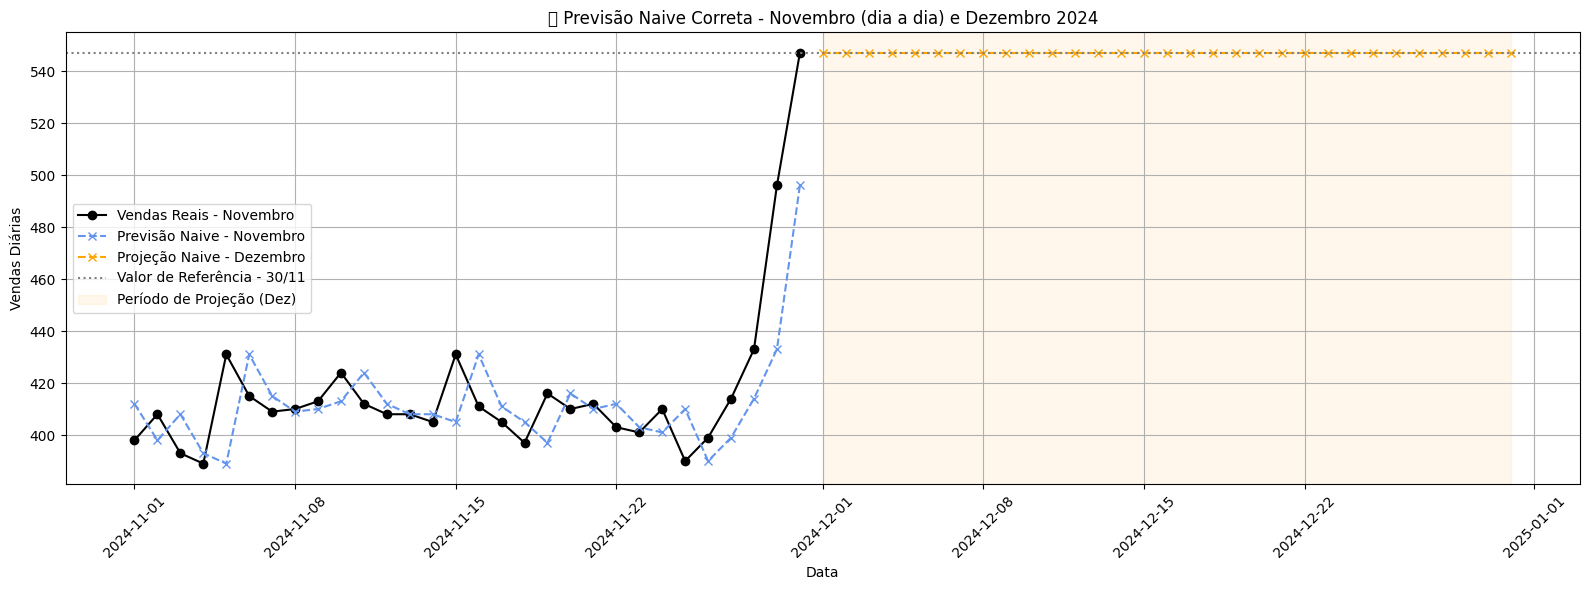 ▯ Previsão Naive Correta - Novembro (dia a dia) e Dezembro 2024
Vendas Diárias
540
520
500
480
460
440
420
400
Vendas Reais - Novembro
Previsão Naive - Novembro
Projeção Naive - Dezembro
Valor de Referência - 30/11
Período de Projeção (Dez)
2024-11-01
2024-11-08
2024-11-15
2024-11-22
2024-12-01
2024-12-08
2024-12-15
2024-12-22
2025-01-01
Data